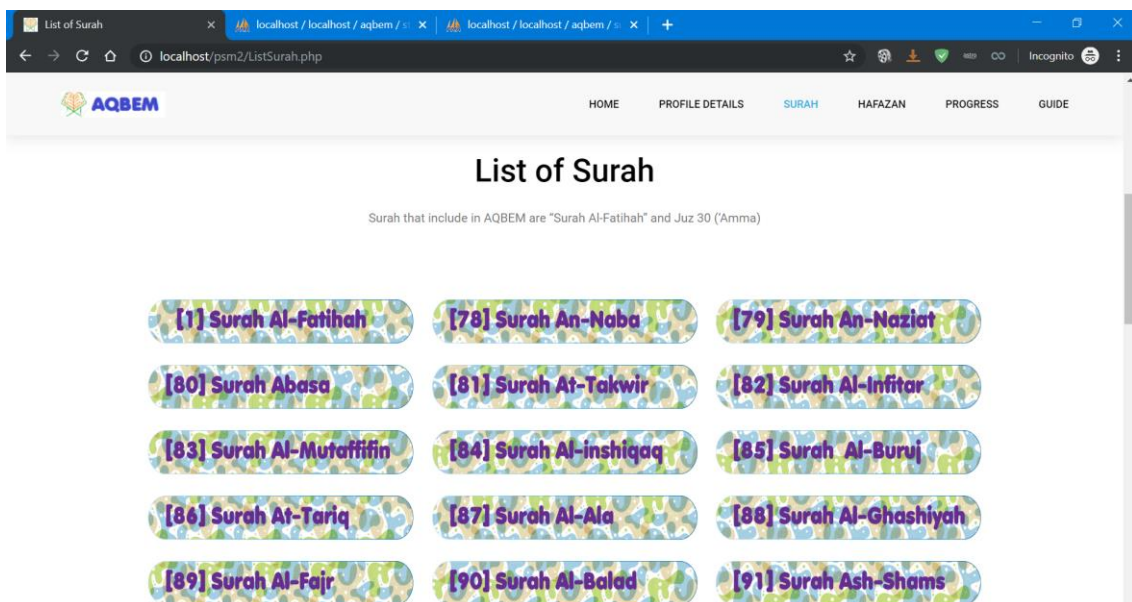 List of Surah
localhost / localhost / aqbem / st
localhost / localhost / aqbem / su
localhost/psm2/ListSurah.php
Incognito
AQBEM
HOME PROFILE DETAILS SURAH HAFAZAN PROGRESS GUIDE
List of Surah
Surah that include in AQBEM are “Surah Al-Fatihah” and Juz 30 (‘Amma)
[1] Surah Al-Fatihah [78] Surah An-Naba [79] Surah An-Naziat
[80] Surah Abasa [81] Surah At-Takwir [82] Surah Al-Infitar
[83] Surah Al-Mutaffifin [84] Surah Al-inshiqaq [85] Surah Al-Buruj
[86] Surah At-Tariq [87] Surah Al-Ala [88] Surah Al-Ghashiyah
[89] Surah Al-Fajr [90] Surah Al-Balad [91] Surah Ash-Shams